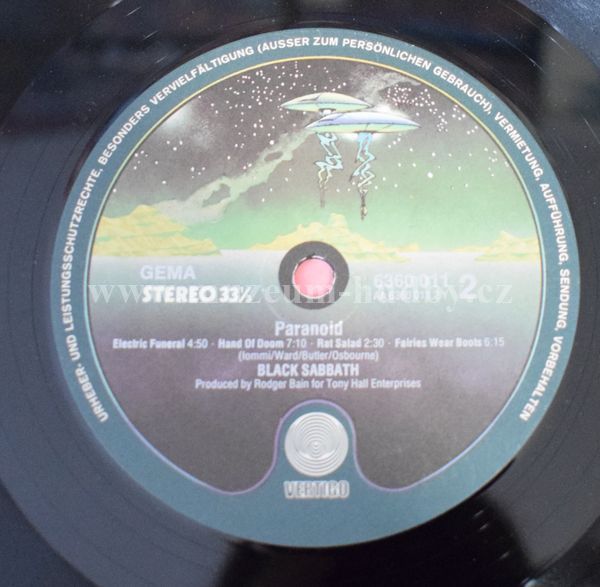 URHEBER- UND LEISTUNGSSCHUTZRECHTE, BESONDERS VERVIELFÄLTIGUNG (AUSSER ZUM PERSÖNLICHEN GEBRAUCH), VERMIETUNG, AUFFÜHRUNG, SENDUNG, VORBEHALTEN
GEMA
6360 011
STEREO 33⅓
2
Paranoid
Electric Funeral 4:50 · Hand Of Doom 7:10 · Rat Salad 2:30 · Fairies Wear Boots 6:15
(Iommi/Ward/Butler/Osbourne)
BLACK SABBATH
Produced by Rodger Bain for Tony Hall Enterprises
VERTIGO